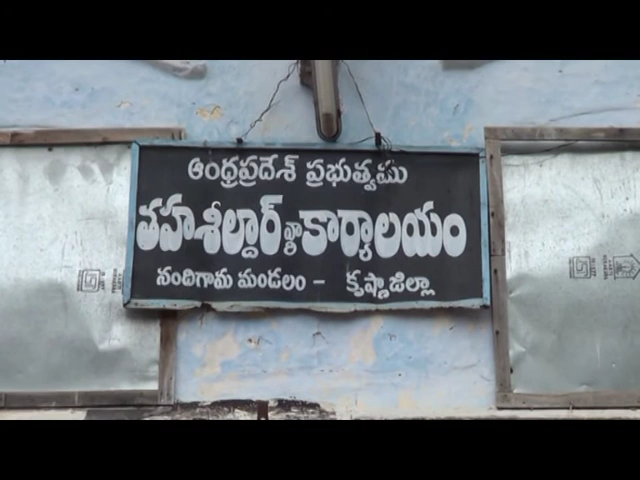 ఆంధ్రప్రదేశ్ ప్రభుత్వము
తహశీల్దార్ వారి కార్యాలయం
నందిగామ మండలం - కృష్ణాజిల్లా